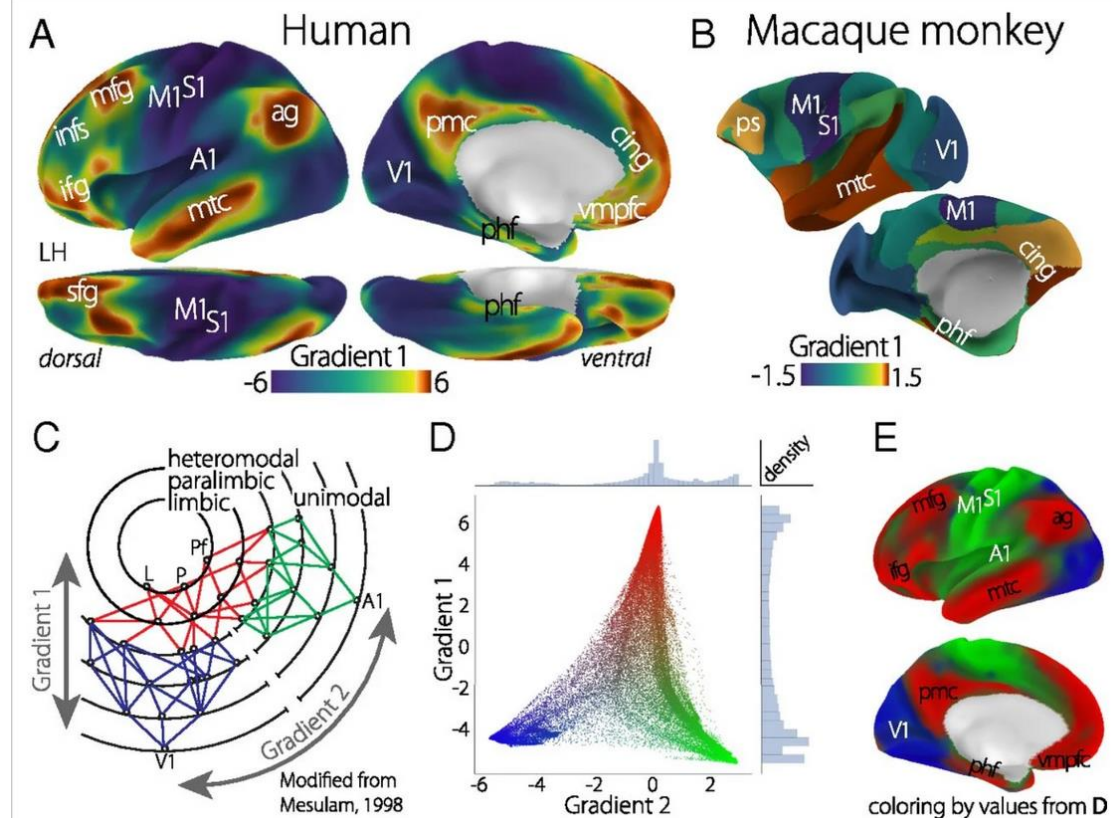 A
Human
mfg
M1 S1
ag
infs
A1
ifg
mtc
LH
pmc
V1
cing
vmpfc
phf
sfg
M1 S1
dorsal
phf
ventral
Gradient 1
-6
6
B
Macaque monkey
ps
M1
S1
V1
mtc
M1
cing
phf
Gradient 1
-1.5
1.5
C
heteromodal
paralimbic
limbic
unimodal
Pf
L
P
A1
V1
Gradient 1
Gradient 2
Modified from
Mesulam, 1998
D
density
Gradient 1
6
4
2
0
-2
-4
-6
-4
-2
0
2
Gradient 2
E
mfg
M1 S1
ag
A1
ifg
mtc
pmc
V1
phf
vmpfc
coloring by values from D